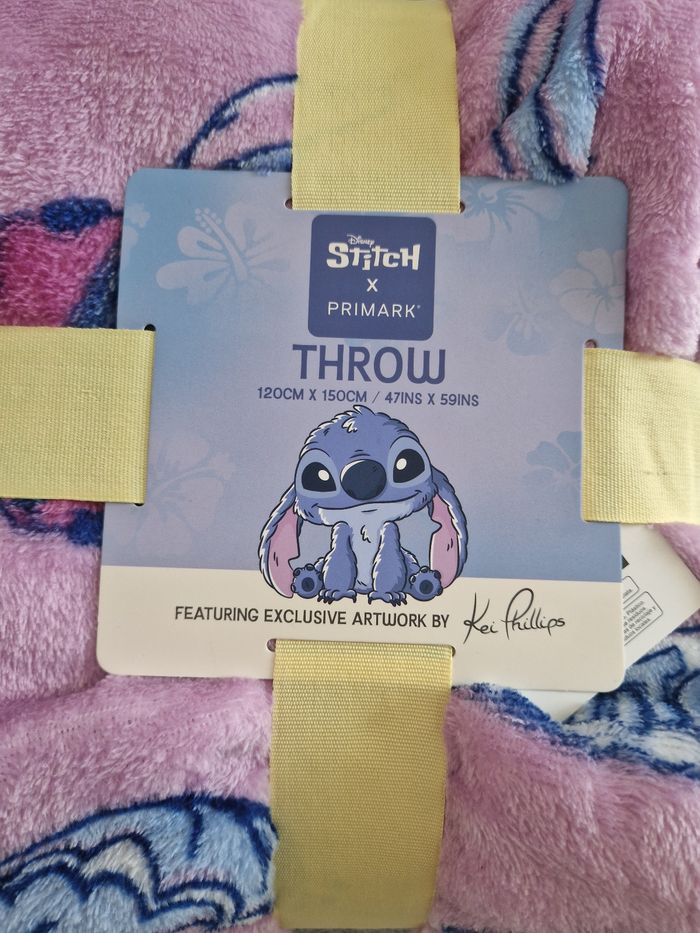 Disney
STiTCH
X
PRIMARK®
THROW
120CM X 150CM / 47INS X 59INS
FEATURING EXCLUSIVE ARTWORK BY Kei Phillips